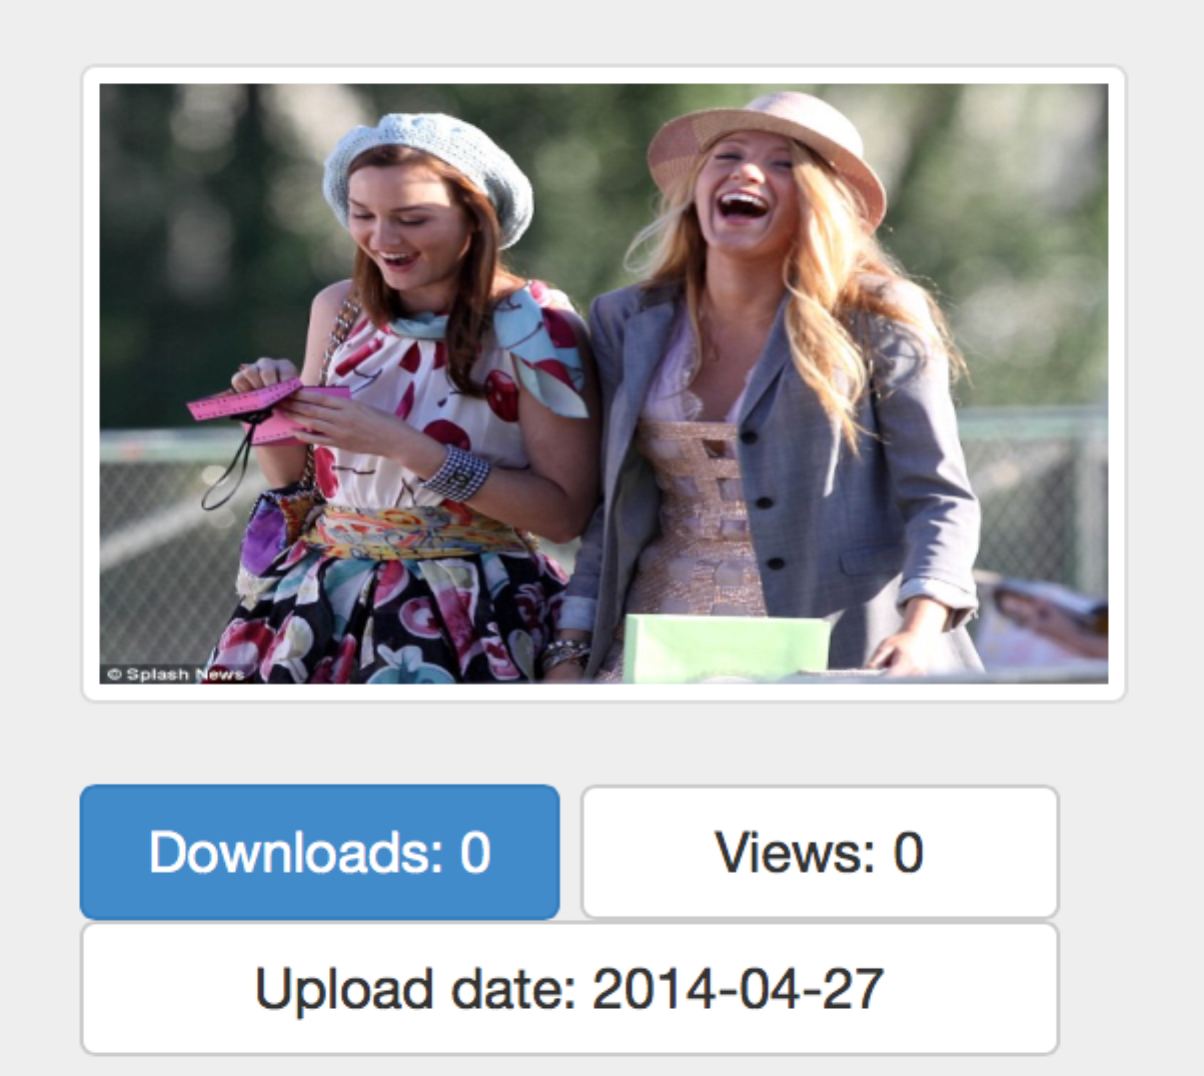 © Splash News
Downloads: 0
Views: 0
Upload date: 2014-04-27